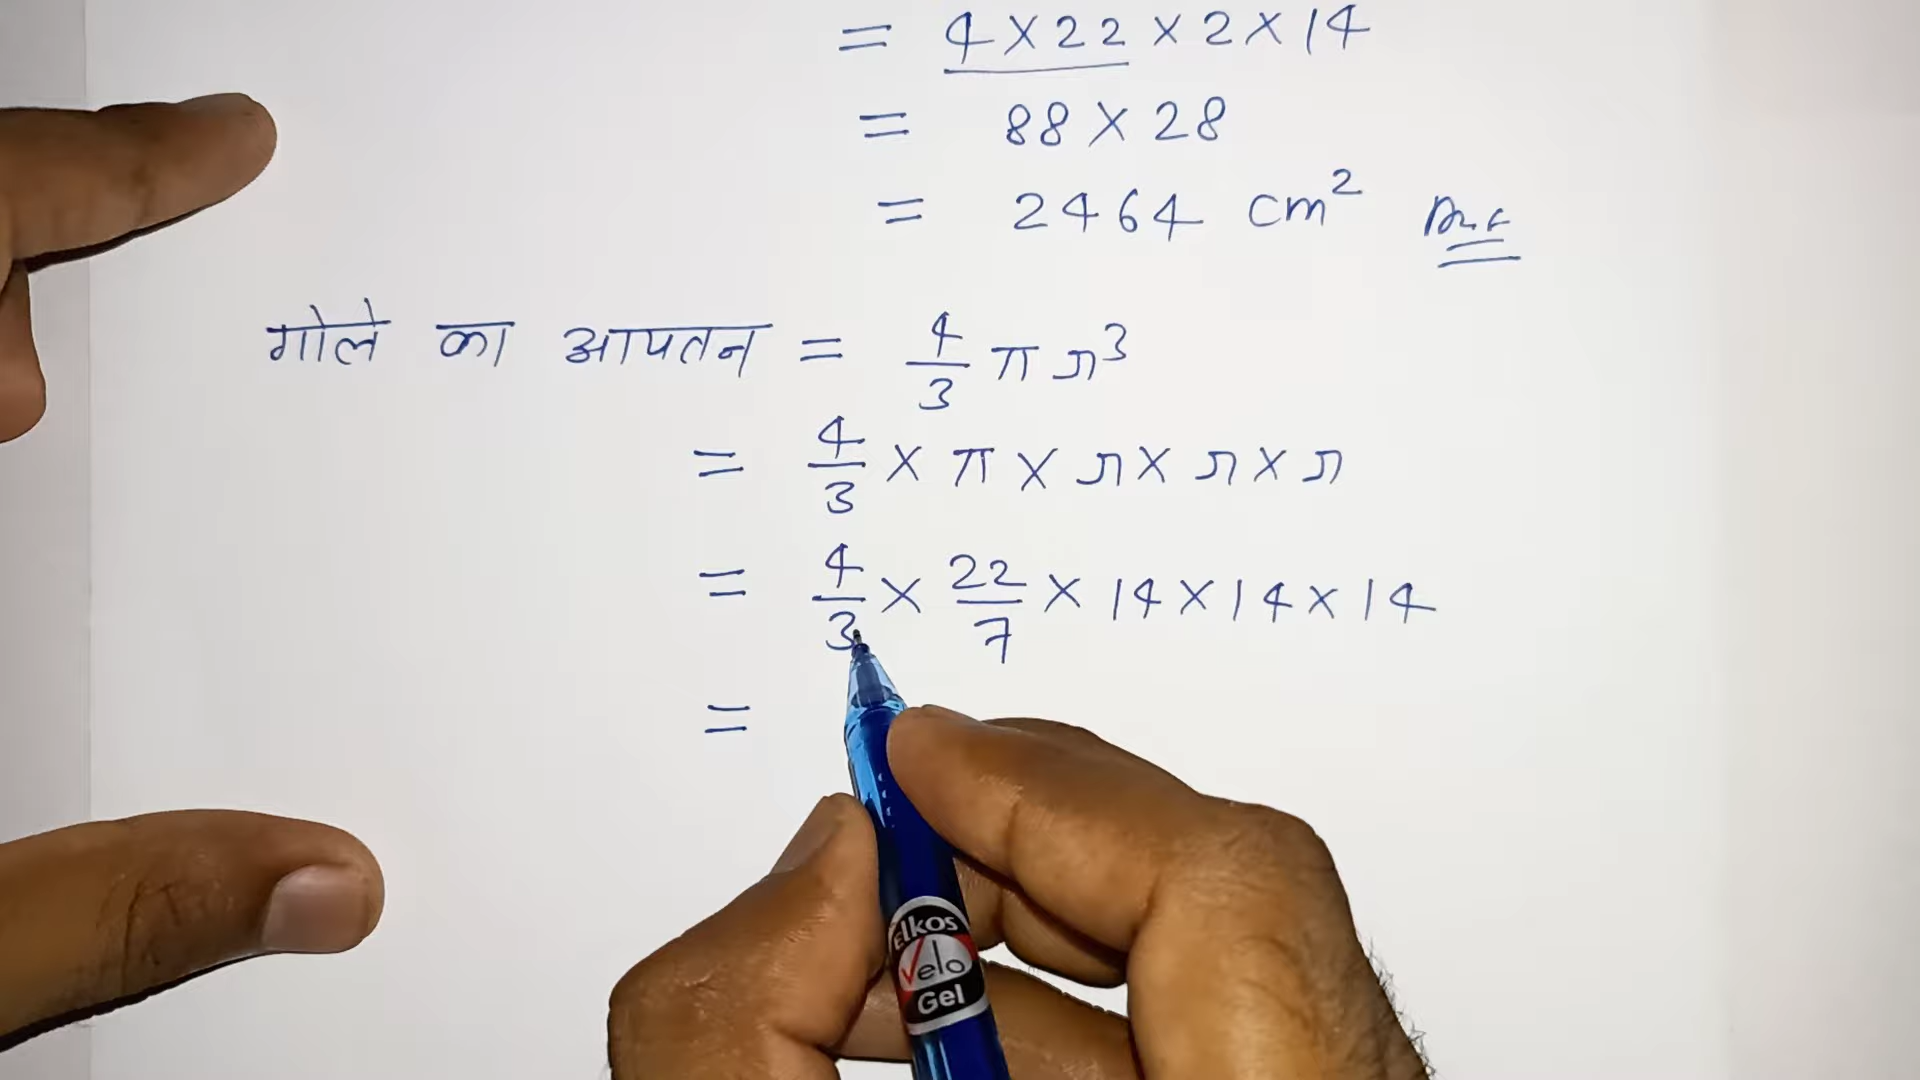 = 4 × 22 × 2 × 14
= 88 × 28
= 2464 cm² Ans
गोले का आयतन = 4/3 π r³
= 4/3 × π × r × r × r
= 4/3 × 22/7 × 14 × 14 × 14
=
Elkos
Velo
Gel